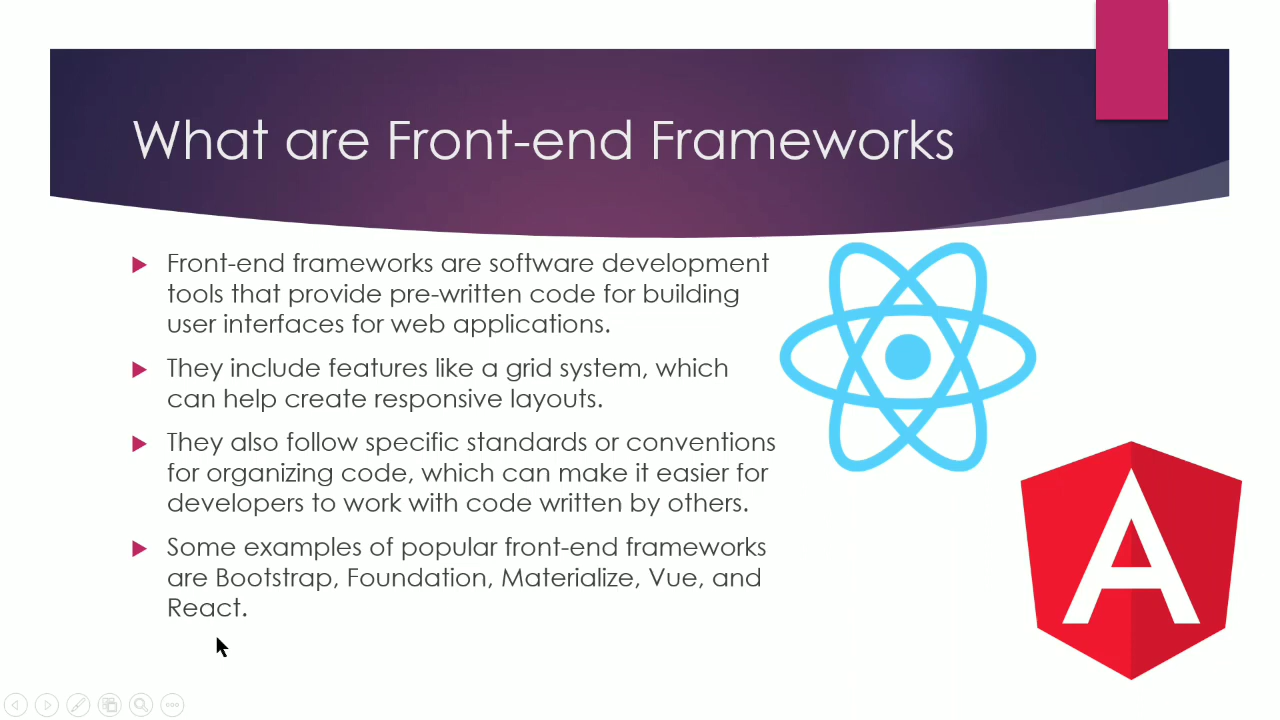 What are Front-end Frameworks
Front-end frameworks are software development
tools that provide pre-written code for building
user interfaces for web applications.
They include features like a grid system, which
can help create responsive layouts.
They also follow specific standards or conventions
for organizing code, which can make it easier for
developers to work with code written by others.
Some examples of popular front-end frameworks
are Bootstrap, Foundation, Materialize, Vue, and
React.
A